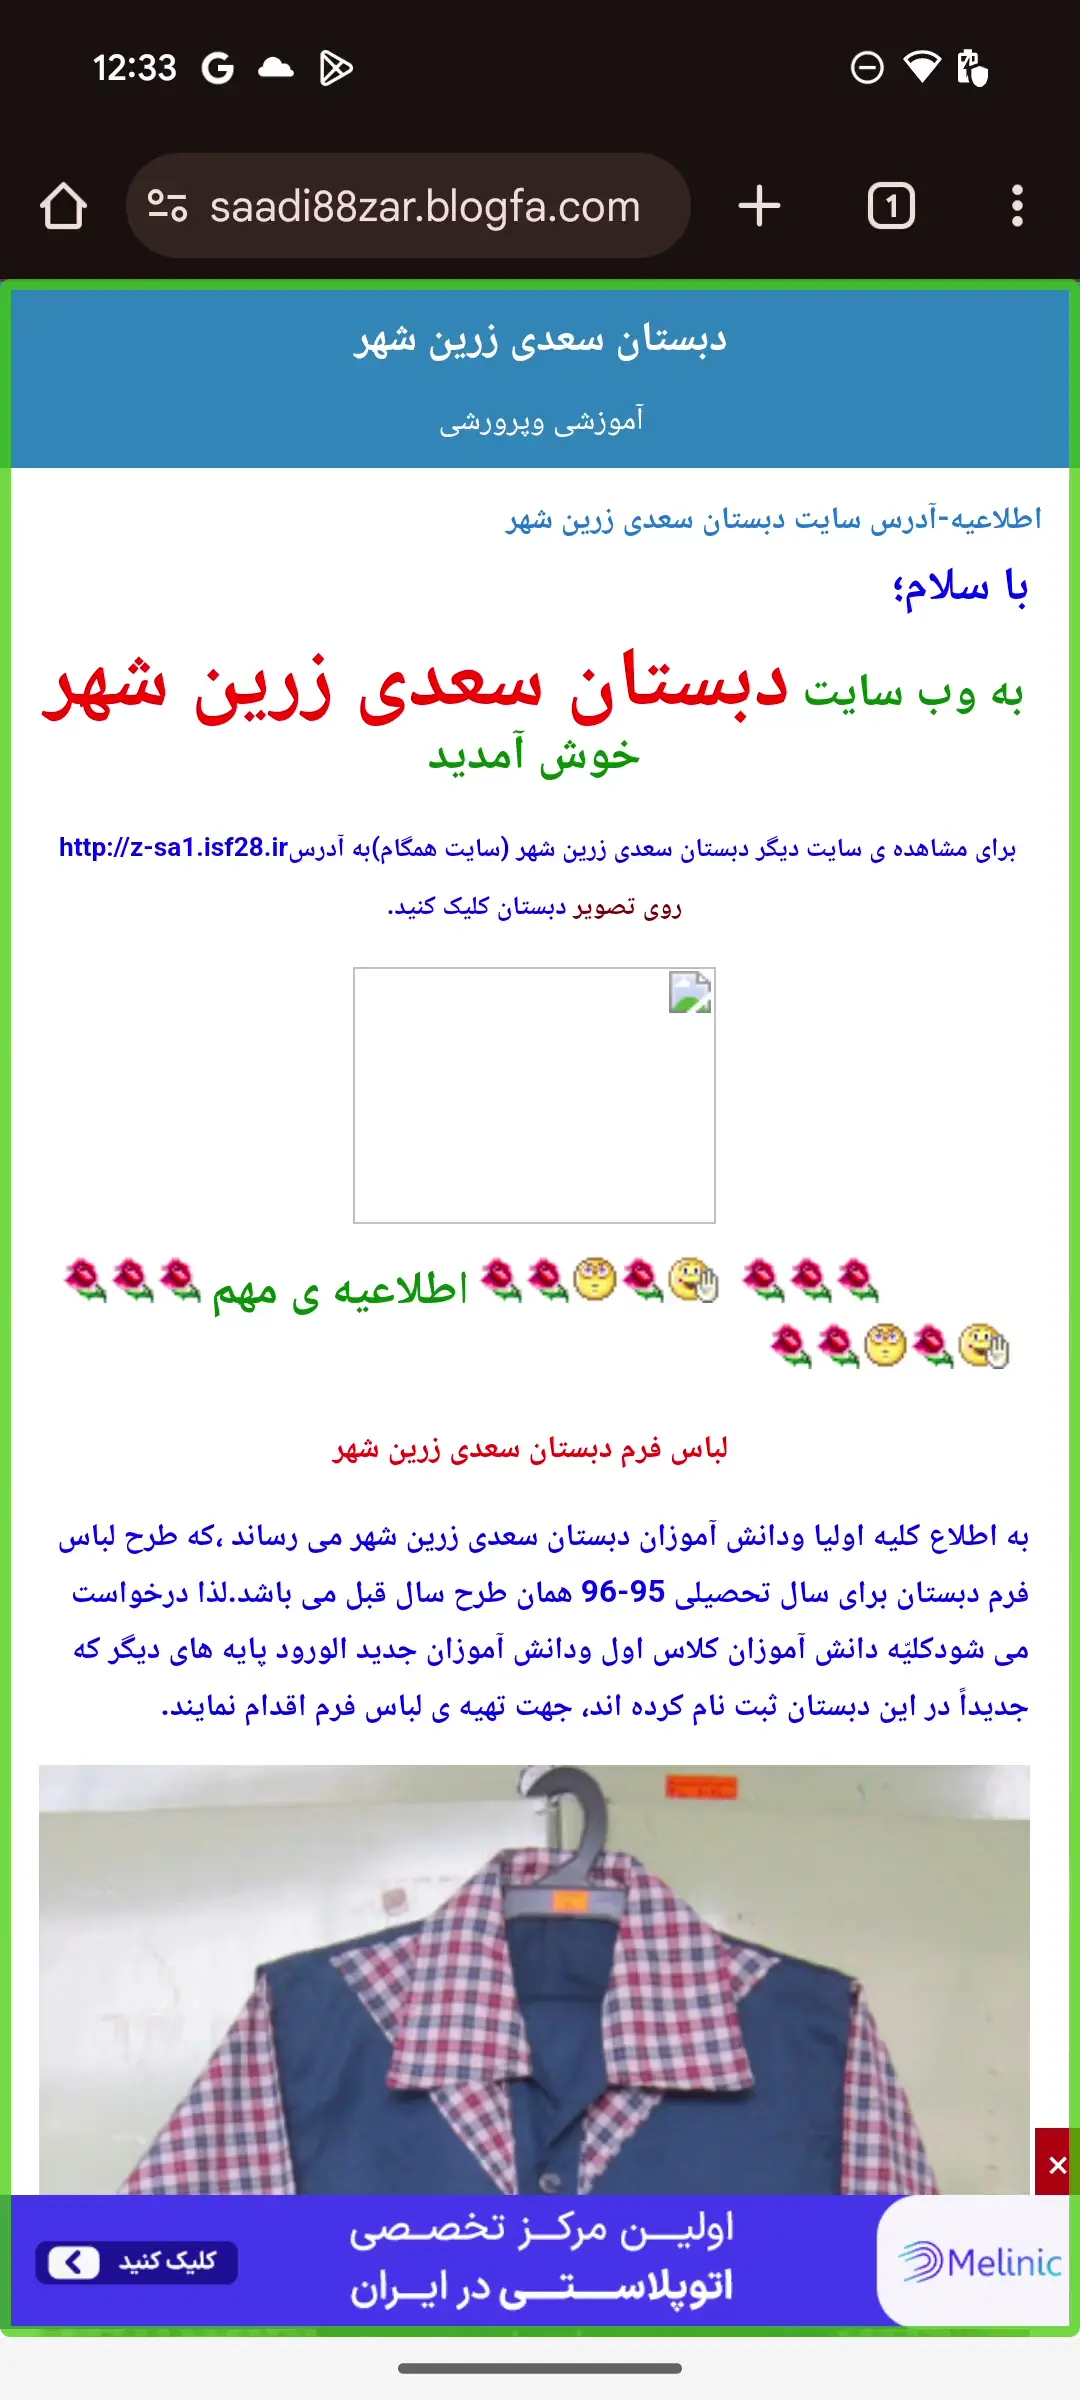 12:33
saadi88zar.blogfa.com
1
دبستان سعدی زرین شهر
آموزشی وپرورشی
اطلاعیه-آدرس سایت دبستان سعدی زرین شهر
با سلام؛
به وب سایت دبستان سعدی زرین شهر
خوش آمدید
برای مشاهده ی سایت دیگر دبستان سعدی زرین شهر (سایت همگام)به آدرسhttp://z-sa1.isf28.ir
روی تصویر دبستان کلیک کنید.
اطلاعیه ی مهم
لباس فرم دبستان سعدی زرین شهر
به اطلاع کلیه اولیا ودانش آموزان دبستان سعدی زرین شهر می رساند ،که طرح لباس
فرم دبستان برای سال تحصیلی 95-96 همان طرح سال قبل می باشد.لذا درخواست
می شودکلیّه دانش آموزان کلاس اول ودانش آموزان جدید الورود پایه های دیگر که
جدیداً در این دبستان ثبت نام کرده اند، جهت تهیه ی لباس فرم اقدام نمایند.
اولیـن مرکـز تخصـصی
اتوپلاستـی در ایـران
کلیک کنید
Melinic